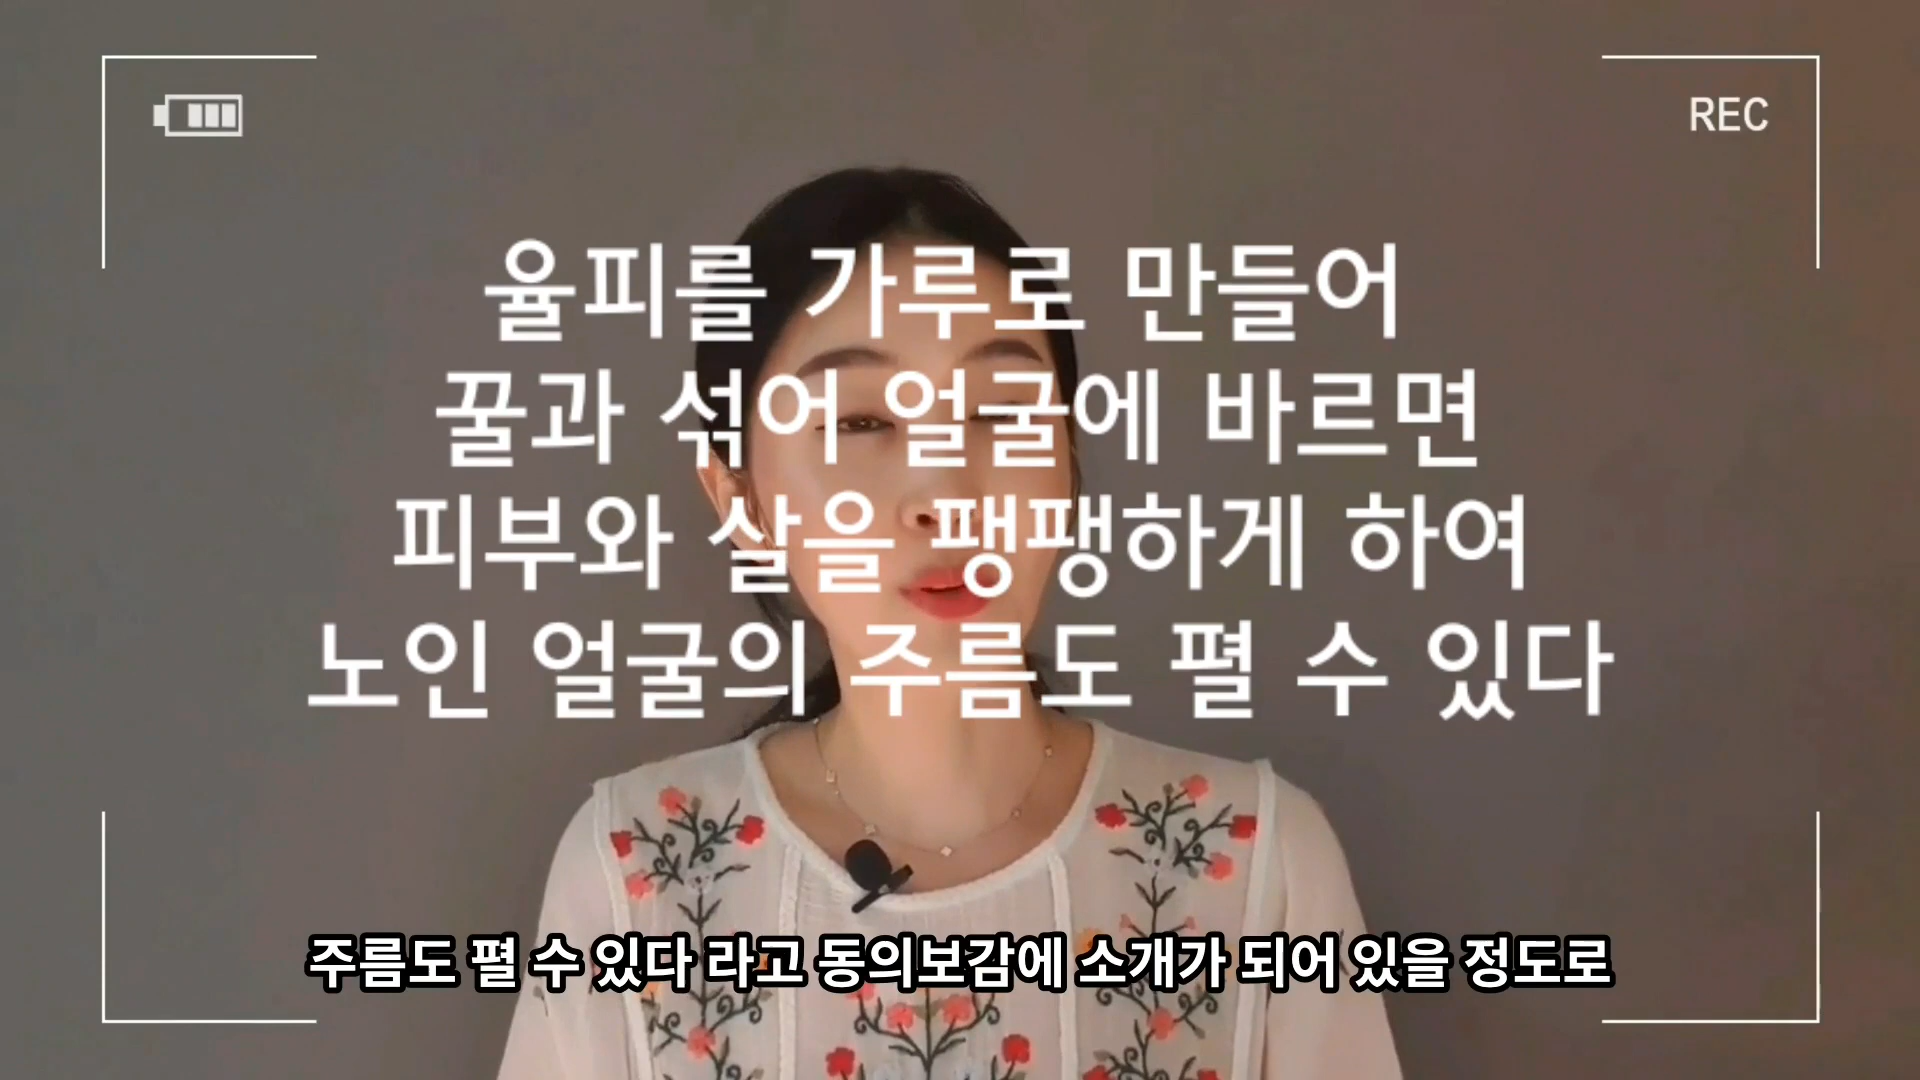 REC
율피를 가루로 만들어
꿀과 섞어 얼굴에 바르면
피부와 살을 팽팽하게 하여
노인 얼굴의 주름도 펼 수 있다
주름도 펼 수 있다 라고 동의보감에 소개가 되어 있을 정도로